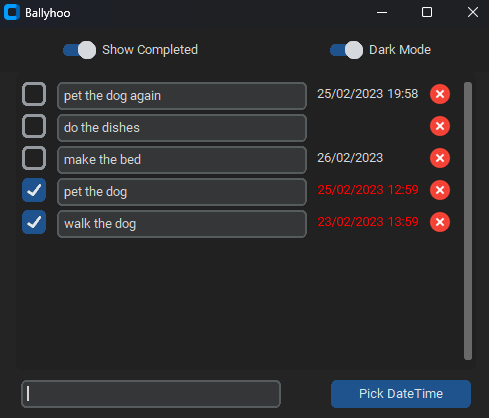 Ballyhoo
Show Completed Dark Mode
pet the dog again 25/02/2023 19:58
do the dishes
make the bed 26/02/2023
pet the dog 25/02/2023 12:59
walk the dog 23/02/2023 13:59
Pick DateTime